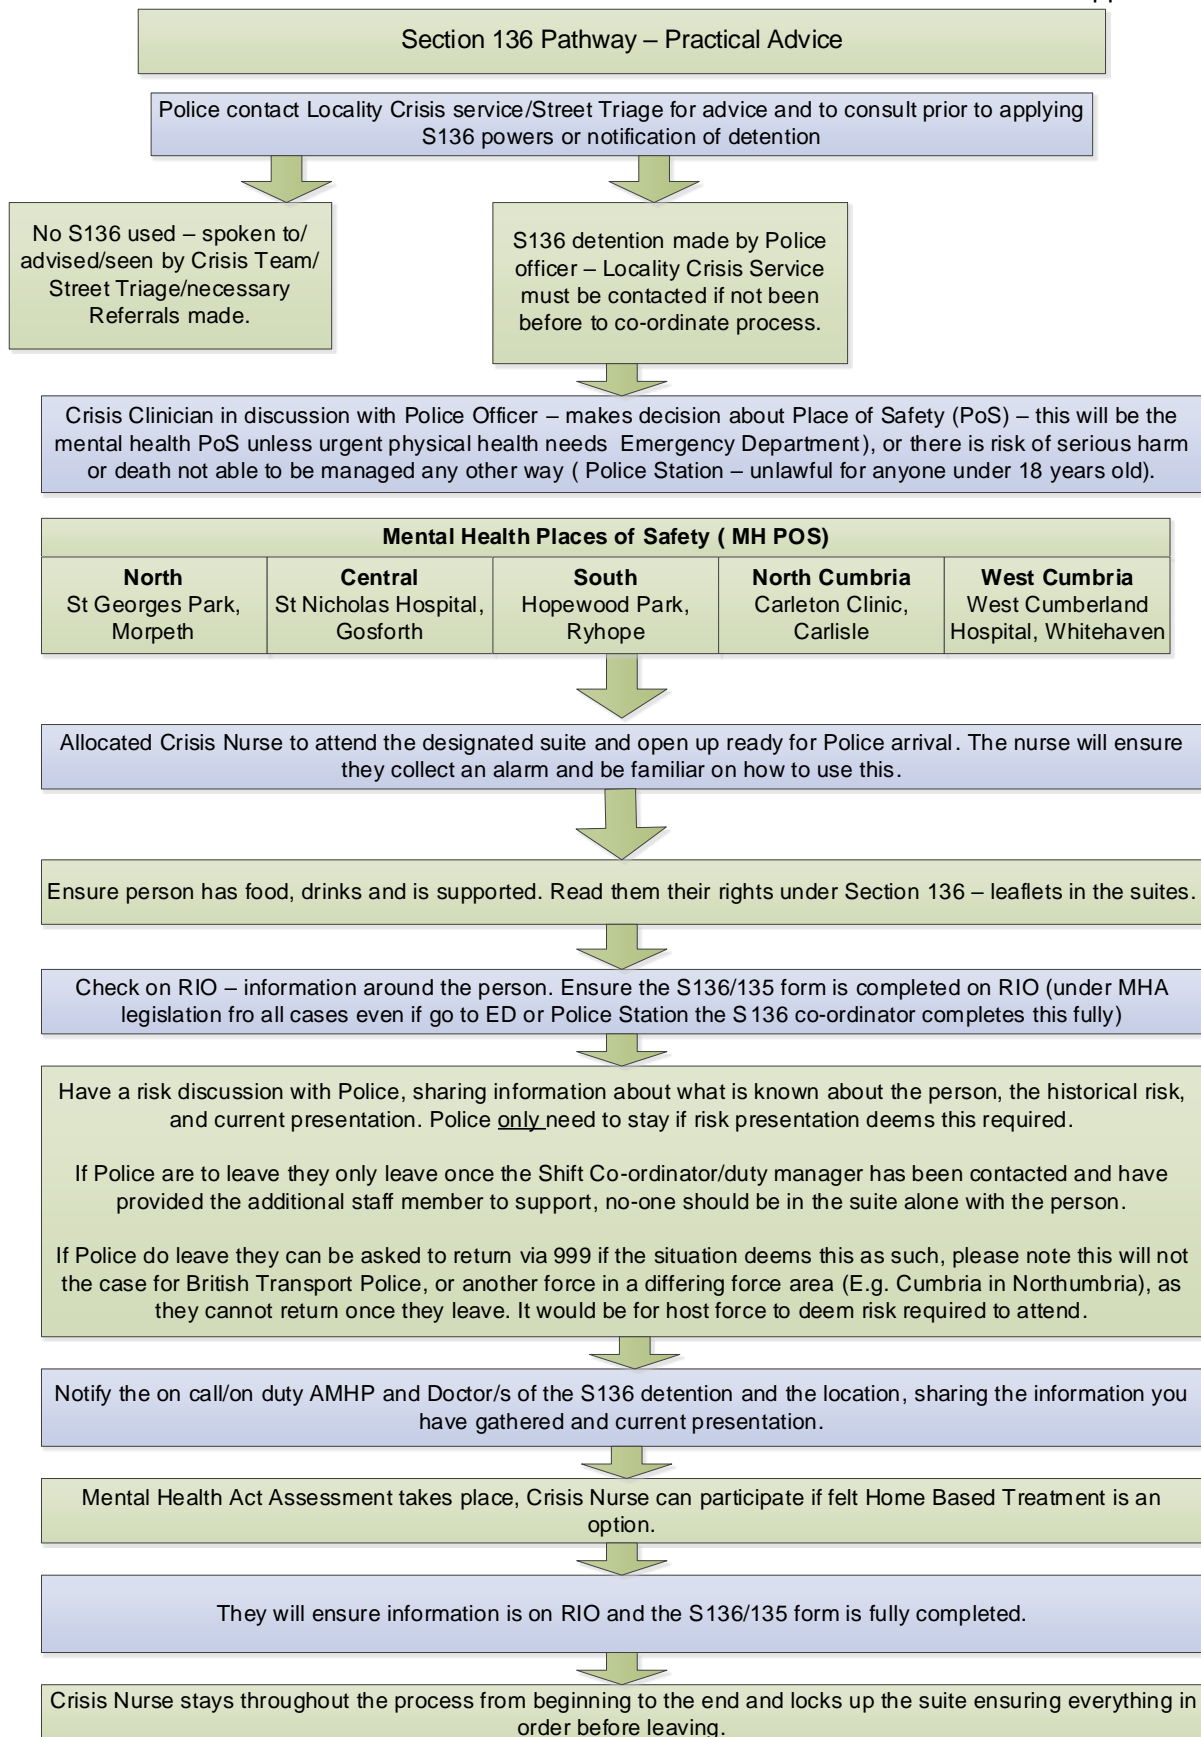 Section 136 Pathway – Practical Advice
Police contact Locality Crisis service/Street Triage for advice and to consult prior to applying
S136 powers or notification of detention
No S136 used – spoken to/
advised/seen by Crisis Team/
Street Triage/necessary
Referrals made.
S136 detention made by Police
officer – Locality Crisis Service
must be contacted if not been
before to co-ordinate process.
Crisis Clinician in discussion with Police Officer – makes decision about Place of Safety (PoS) – this will be the
mental health PoS unless urgent physical health needs Emergency Department), or there is risk of serious harm
or death not able to be managed any other way ( Police Station – unlawful for anyone under 18 years old).
Mental Health Places of Safety ( MH POS)
North
St Georges Park,
Morpeth
Central
St Nicholas Hospital,
Gosforth
South
Hopewood Park,
Ryhope
North Cumbria
Carleton Clinic,
Carlisle
West Cumbria
West Cumberland
Hospital, Whitehaven
Allocated Crisis Nurse to attend the designated suite and open up ready for Police arrival. The nurse will ensure
they collect an alarm and be familiar on how to use this.
Ensure person has food, drinks and is supported. Read them their rights under Section 136 – leaflets in the suites.
Check on RIO – information around the person. Ensure the S136/135 form is completed on RIO (under MHA
legislation fro all cases even if go to ED or Police Station the S136 co-ordinator completes this fully)
Have a risk discussion with Police, sharing information about what is known about the person, the historical risk,
and current presentation. Police only need to stay if risk presentation deems this required.
If Police are to leave they only leave once the Shift Co-ordinator/duty manager has been contacted and have
provided the additional staff member to support, no-one should be in the suite alone with the person.
If Police do leave they can be asked to return via 999 if the situation deems this as such, please note this will not
the case for British Transport Police, or another force in a differing force area (E.g. Cumbria in Northumbria), as
they cannot return once they leave. It would be for host force to deem risk required to attend.
Notify the on call/on duty AMHP and Doctor/s of the S136 detention and the location, sharing the information you
have gathered and current presentation.
Mental Health Act Assessment takes place, Crisis Nurse can participate if felt Home Based Treatment is an
option.
They will ensure information is on RIO and the S136/135 form is fully completed.
Crisis Nurse stays throughout the process from beginning to the end and locks up the suite ensuring everything in
order before leaving.